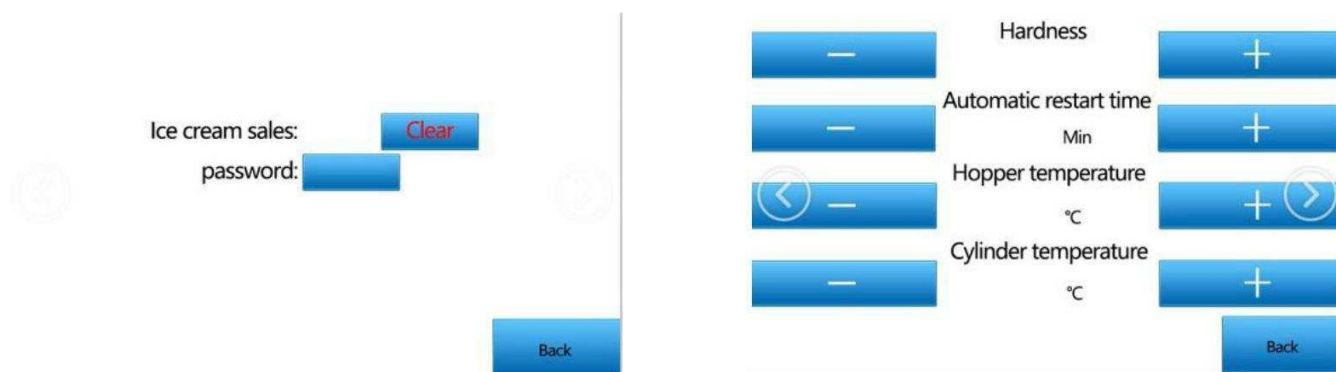 Ice cream sales: Clear
password:
Back
Hardness
− +
Automatic restart time
− Min +
Hopper temperature
− °C +
Cylinder temperature
− °C +
Back